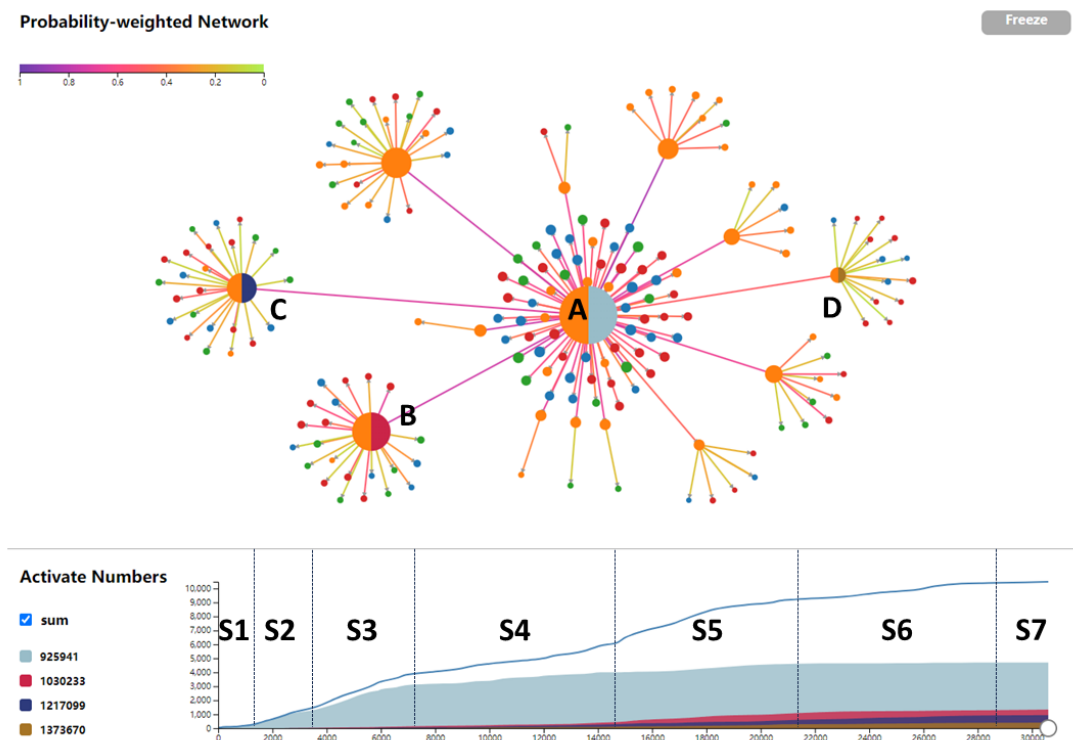 Probability-weighted Network
Freeze
1 0.8 0.6 0.4 0.2 0
A
B
C
D
Activate Numbers
sum
925941
1030233
1217099
1373670
10,000
9,000
8,000
7,000
6,000
5,000
4,000
3,000
2,000
1,000
0
S1 S2 S3 S4 S5 S6 S7
0 2000 4000 6000 8000 10000 12000 14000 16000 18000 20000 22000 24000 26000 28000 30000